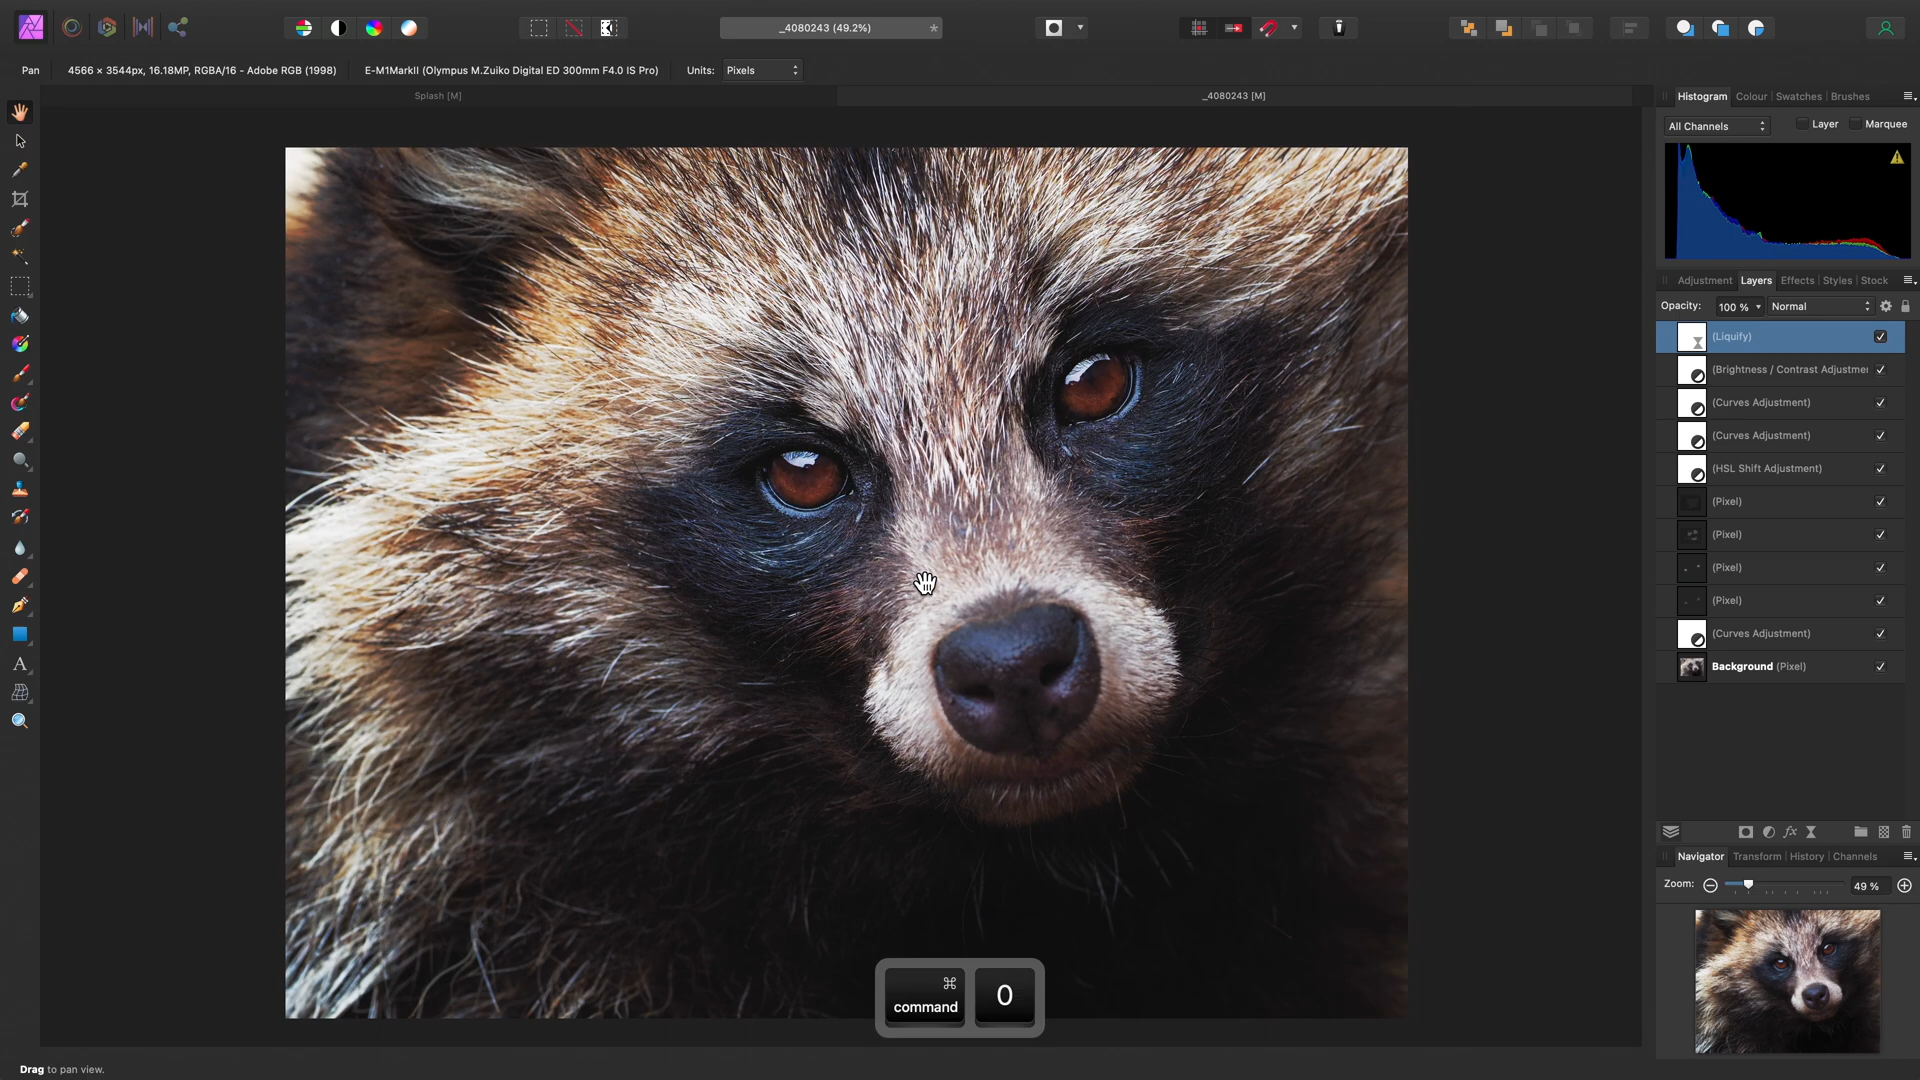 _4080243 (49.2%)
Pan
4566 × 3544px, 16.18MP, RGBA/16 - Adobe RGB (1998)
E-M1MarkII (Olympus M.Zuiko Digital ED 300mm F4.0 IS Pro)
Units:
Pixels
Splash [M]
_4080243 [M]
Histogram
Colour
Swatches
Brushes
All Channels
Layer
Marquee
Adjustment
Layers
Effects
Styles
Stock
Opacity:
100 %
Normal
(Liquify)
(Brightness / Contrast Adjustmer
(Curves Adjustment)
(Curves Adjustment)
(HSL Shift Adjustment)
(Pixel)
(Pixel)
(Pixel)
(Pixel)
(Curves Adjustment)
Background (Pixel)
Navigator
Transform
History
Channels
Zoom:
49 %
⌘
command
0
Drag to pan view.